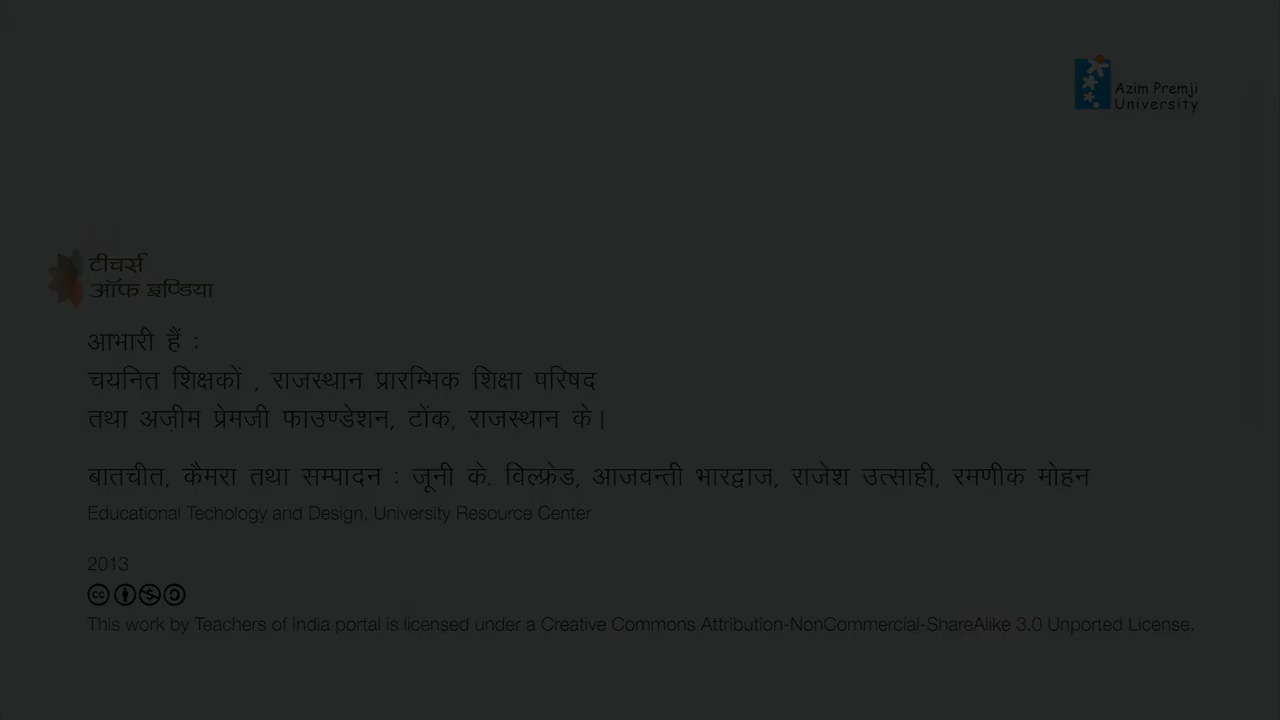 Azim Premji
University
टीचर्स
ऑफ इण्डिया
आभारी हैं :
चयनित शिक्षकों , राजस्थान प्रारम्भिक शिक्षा परिषद
तथा अज़ीम प्रेमजी फाउण्डेशन, टोंक, राजस्थान के।
बातचीत, कैमरा तथा सम्पादन : जूनी के. विल्फ्रेड, आजवन्ती भारद्वाज, राजेश उत्साही, रमणीक मोहन
Educational Techology and Design, University Resource Center
2013
This work by Teachers of India portal is licensed under a Creative Commons Attribution-NonCommercial-ShareAlike 3.0 Unported License.